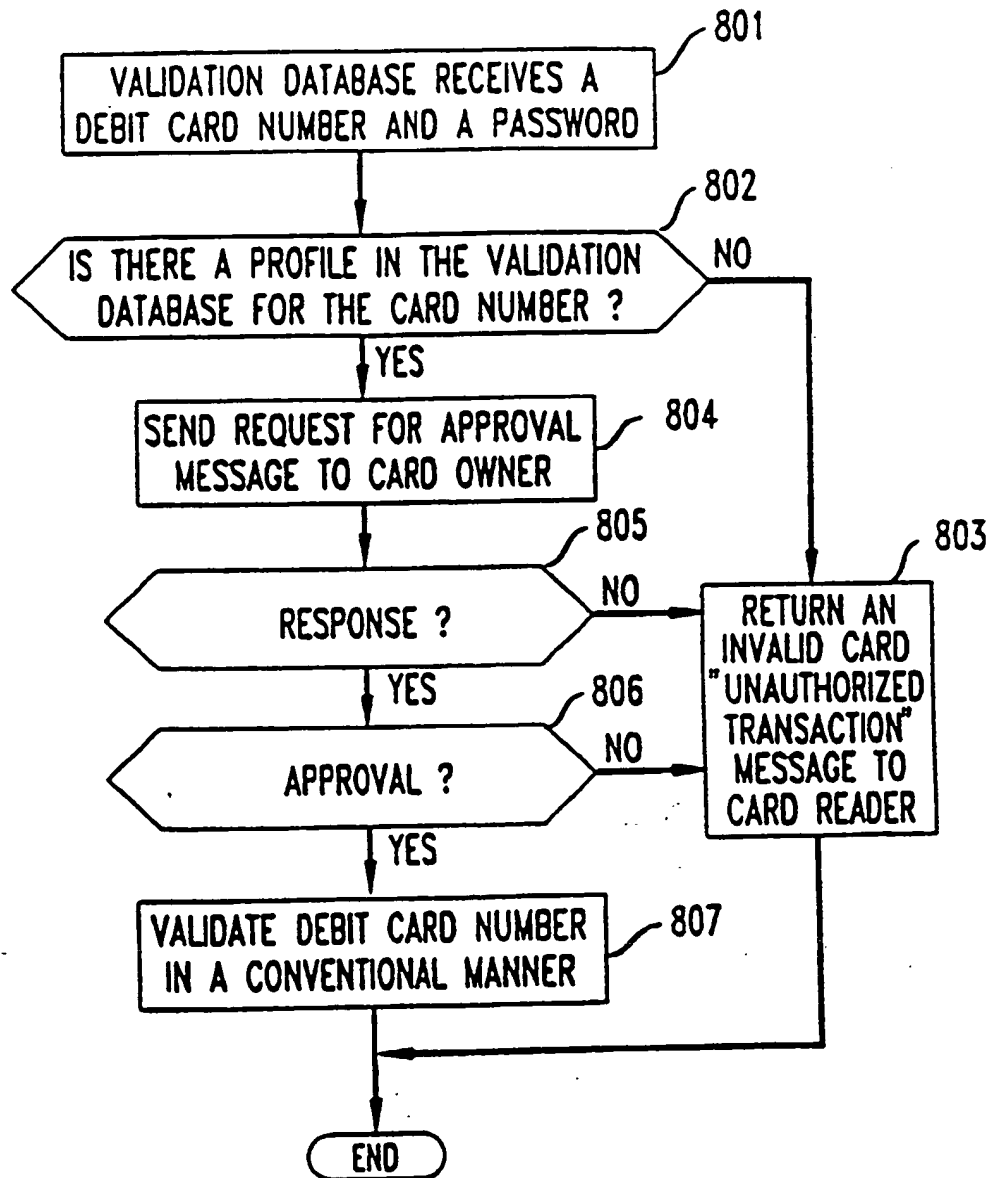 801
VALIDATION DATABASE RECEIVES A
DEBIT CARD NUMBER AND A PASSWORD
802
IS THERE A PROFILE IN THE VALIDATION
DATABASE FOR THE CARD NUMBER ?
NO
YES
SEND REQUEST FOR APPROVAL
MESSAGE TO CARD OWNER
804
805
RESPONSE ?
NO
803
RETURN AN
INVALID CARD
"UNAUTHORIZED
TRANSACTION"
MESSAGE TO
CARD READER
YES
806
APPROVAL ?
NO
YES
VALIDATE DEBIT CARD NUMBER
IN A CONVENTIONAL MANNER
807
END